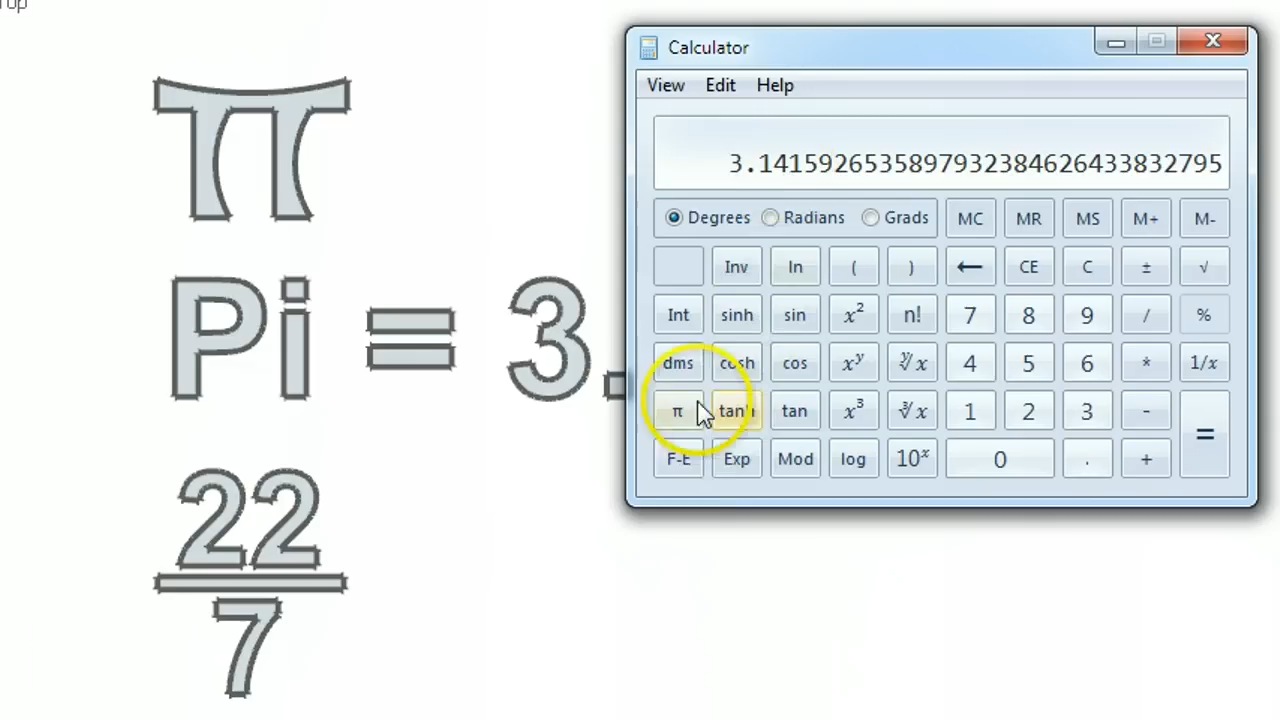 π
Pi = 3.
22
7
Calculator
View Edit Help
3.1415926535897932384626433832795
Degrees Radians Grads MC MR MS M+ M-
Inv ln ( ) ← CE C ± √
Int sinh sin x² n! 7 8 9 / %
dms cosh cos xʸ ʸ√x 4 5 6 * 1/x
π tanh tan x³ ³√x 1 2 3 - =
F-E Exp Mod log 10ˣ 0 . +